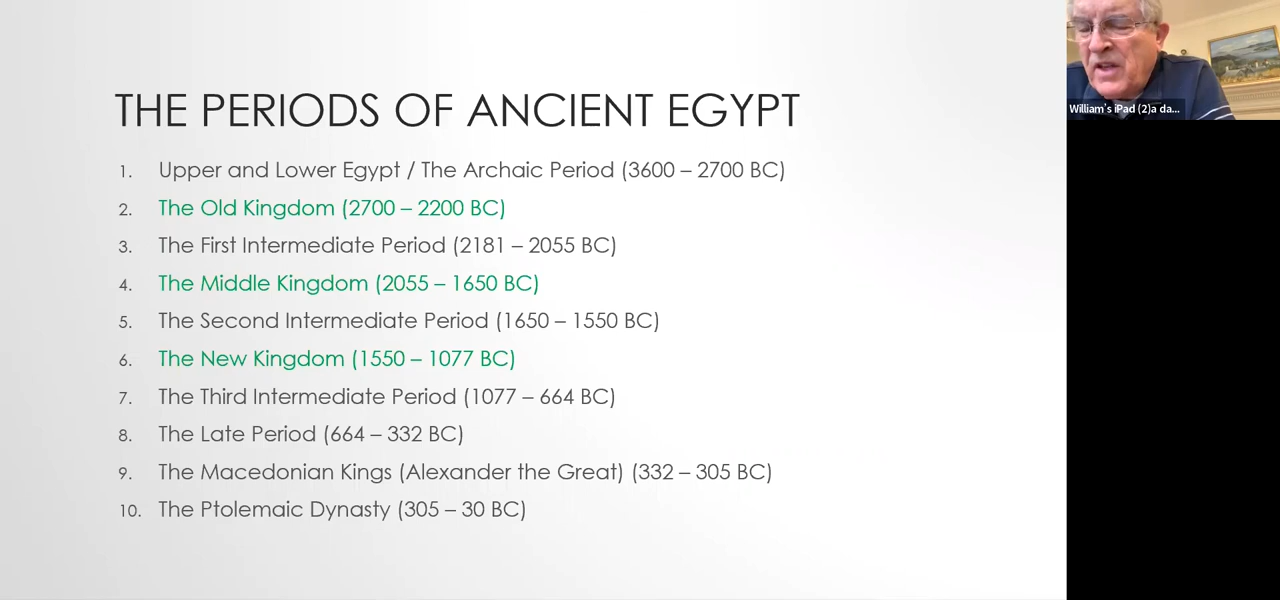 THE PERIODS OF ANCIENT EGYPT
1. Upper and Lower Egypt / The Archaic Period (3600 – 2700 BC)
2. The Old Kingdom (2700 – 2200 BC)
3. The First Intermediate Period (2181 – 2055 BC)
4. The Middle Kingdom (2055 – 1650 BC)
5. The Second Intermediate Period (1650 – 1550 BC)
6. The New Kingdom (1550 – 1077 BC)
7. The Third Intermediate Period (1077 – 664 BC)
8. The Late Period (664 – 332 BC)
9. The Macedonian Kings (Alexander the Great) (332 – 305 BC)
10. The Ptolemaic Dynasty (305 – 30 BC)
William's iPad (2)a da...